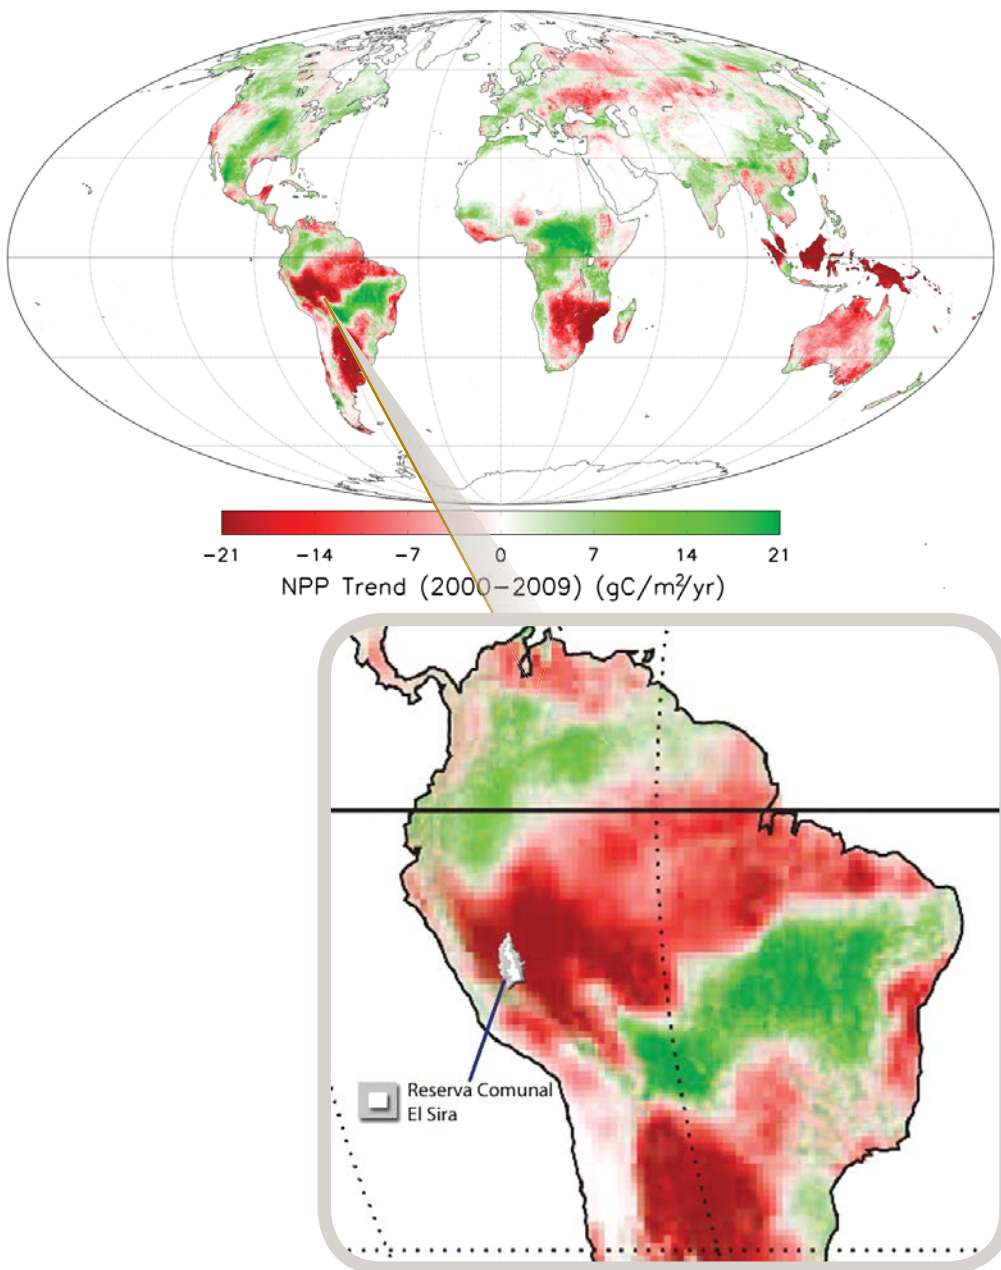 −21 −14 −7 0 7 14 21
NPP Trend (2000−2009) (gC/m²/yr)
Reserva Comunal
El Sira